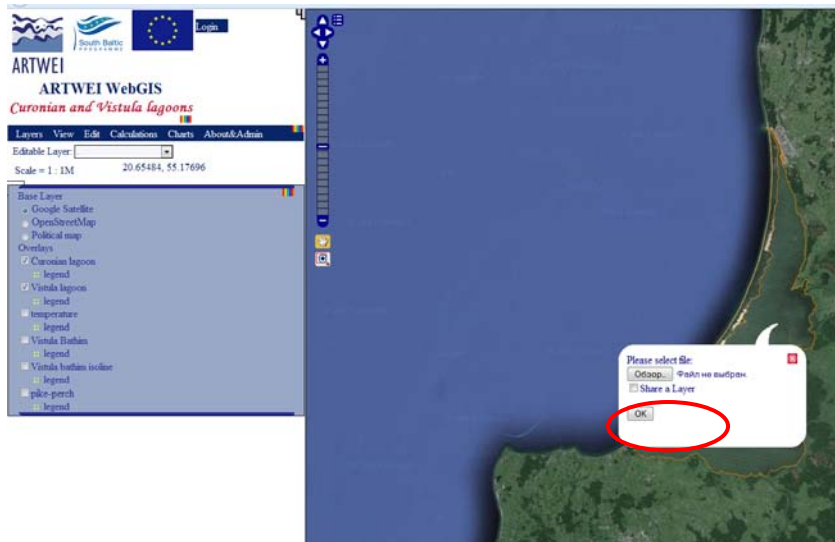 South Baltic
PROGRAMME
Login
ARTWEI
ARTWEI WebGIS
Curonian and Vistula lagoons
Layers View Edit Calculations Charts About&Admin
Editable Layer:
Scale = 1 : 1M 20.65484, 55.17696
Base Layer
Google Satellite
OpenStreetMap
Political map
Overlays
Curonian lagoon
legend
Vistula lagoon
legend
temperature
legend
Vistula Bathim
legend
Vistula bathim isoline
legend
pike-perch
legend
Please select file:
Обзор... Файл не выбран.
Share a Layer
OK